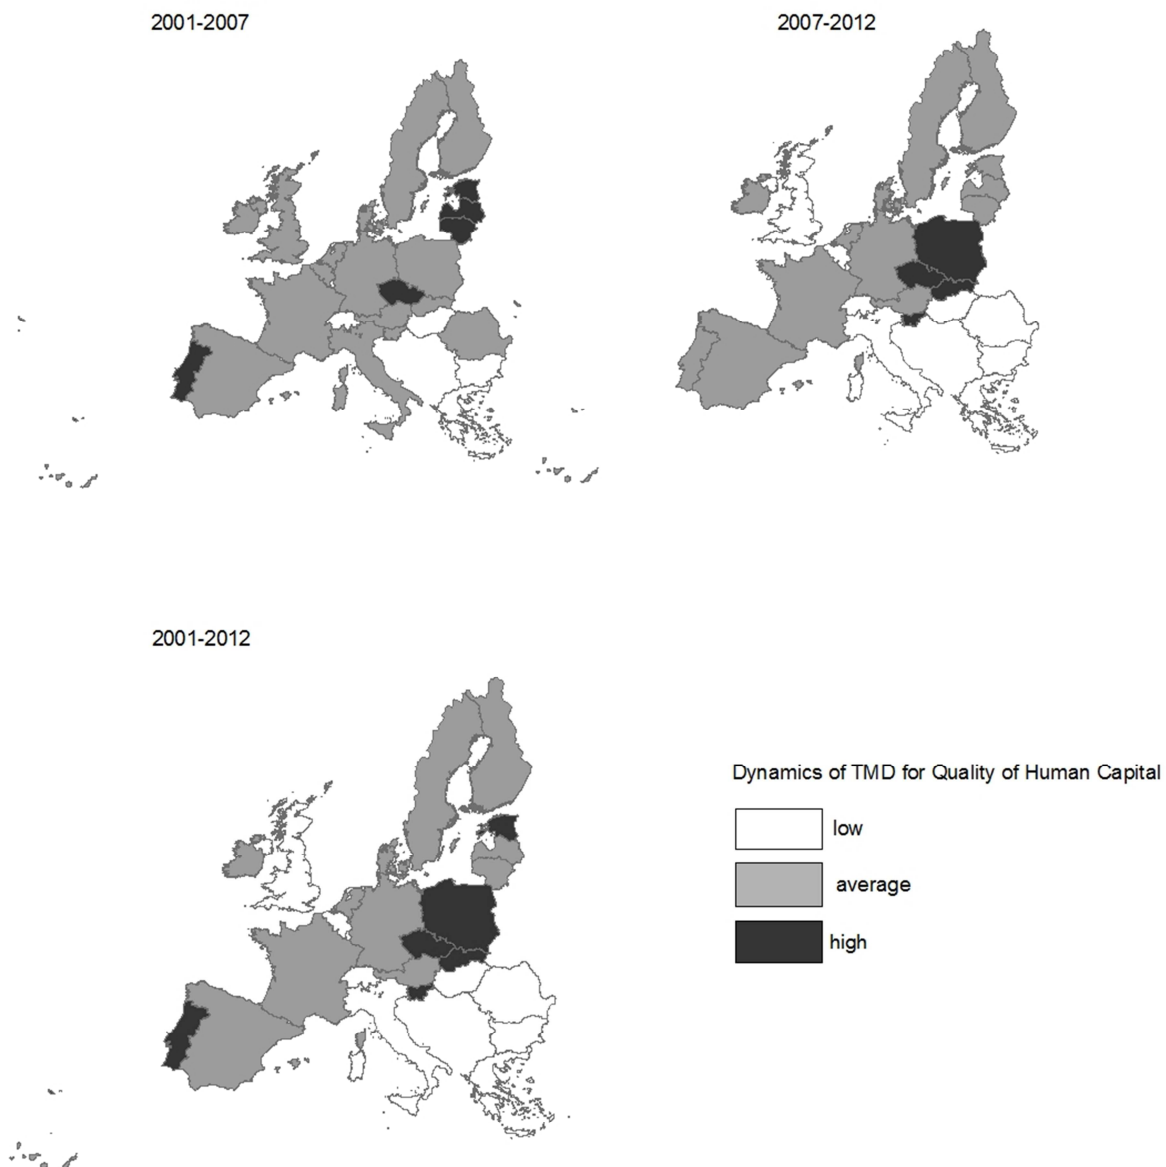 2001-2007
2007-2012
2001-2012
Dynamics of TMD for Quality of Human Capital
low
average
high